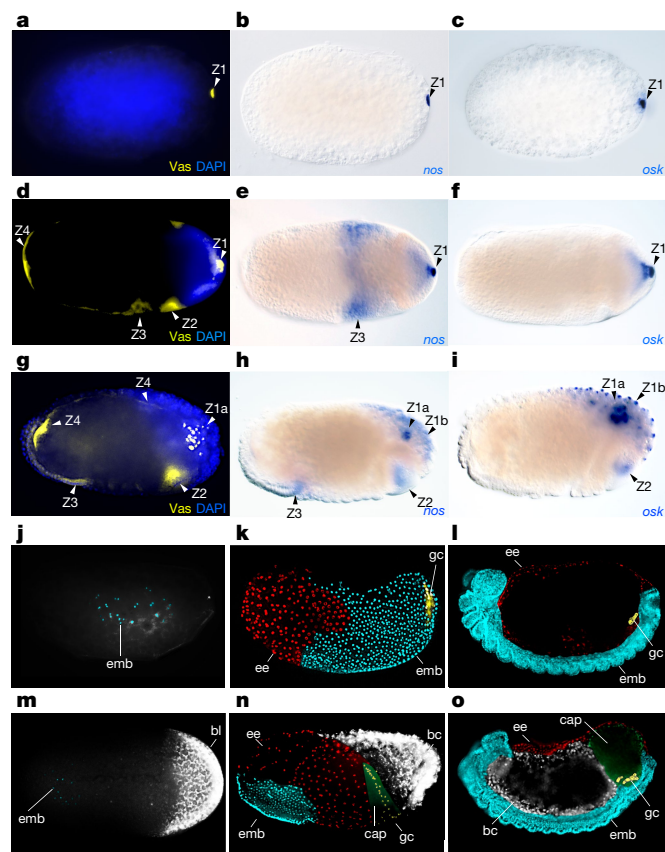 a
b
c
Z1
Z1
Z1
Vas DAPI
nos
osk
d
e
f
Z4
Z1
Z1
Z1
Z3
Z2
Z3
Vas DAPI
nos
osk
g
h
i
Z4
Z4
Z1a
Z1a
Z1b
Z1a
Z1b
Z3
Z2
Z3
Z2
Z2
Vas DAPI
nos
osk
j
k
l
emb
gc
ee
emb
ee
gc
emb
m
n
o
bl
emb
ee
bc
emb
cap
gc
cap
ee
bc
gc
emb